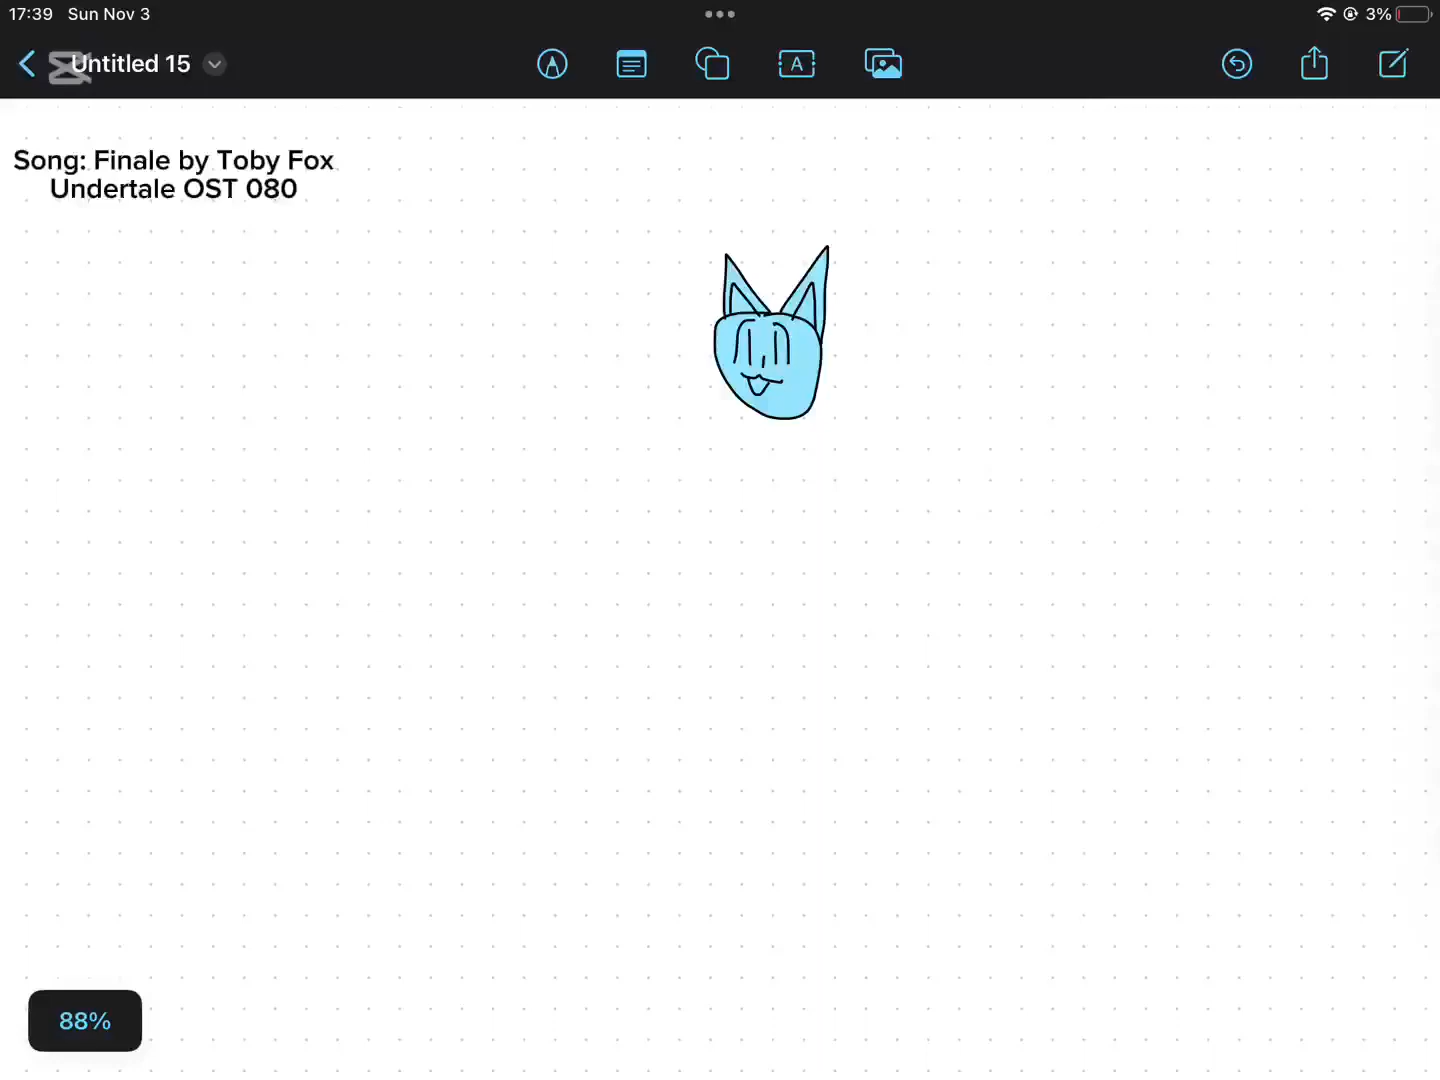 17:39 Sun Nov 3
3%
Untitled 15
A
Song: Finale by Toby Fox
Undertale OST 080
88%